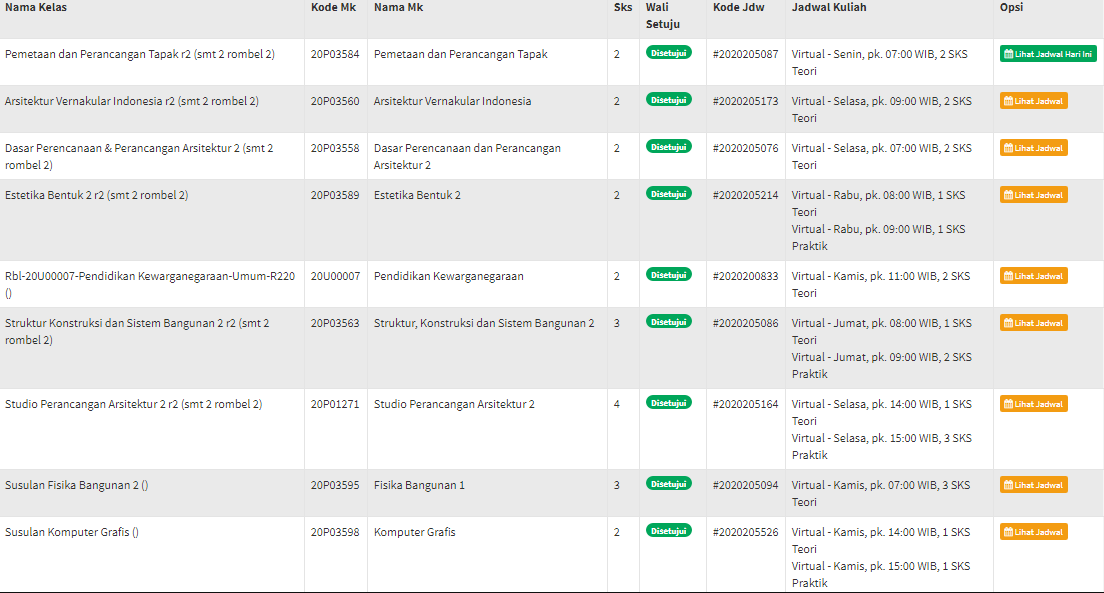 Nama Kelas Kode Mk Nama Mk Sks Wali Setuju Kode Jdw Jadwal Kuliah Opsi
Pemetaan dan Perancangan Tapak r2 (smt 2 rombel 2) 20P03584 Pemetaan dan Perancangan Tapak 2 Disetujui #2020205087 Virtual - Senin, pk. 07:00 WIB, 2 SKS Lihat Jadwal Hari Ini
Teori
Arsitektur Vernakular Indonesia r2 (smt 2 rombel 2) 20P03560 Arsitektur Vernakular Indonesia 2 Disetujui #2020205173 Virtual - Selasa, pk. 09:00 WIB, 2 SKS Lihat Jadwal
Teori
Dasar Perencanaan & Perancangan Arsitektur 2 (smt 2 20P03558 Dasar Perencanaan dan Perancangan 2 Disetujui #2020205076 Virtual - Selasa, pk. 07:00 WIB, 2 SKS Lihat Jadwal
rombel 2) Arsitektur 2 Teori
Estetika Bentuk 2 r2 (smt 2 rombel 2) 20P03589 Estetika Bentuk 2 2 Disetujui #2020205214 Virtual - Rabu, pk. 08:00 WIB, 1 SKS Lihat Jadwal
Teori
Virtual - Rabu, pk. 09:00 WIB, 1 SKS
Praktik
Rbl-20U00007-Pendidikan Kewarganegaraan-Umum-R220 20U00007 Pendidikan Kewarganegaraan 2 Disetujui #2020200833 Virtual - Kamis, pk. 11:00 WIB, 2 SKS Lihat Jadwal
() Teori
Struktur Konstruksi dan Sistem Bangunan 2 r2 (smt 2 20P03563 Struktur, Konstruksi dan Sistem Bangunan 2 3 Disetujui #2020205086 Virtual - Jumat, pk. 08:00 WIB, 1 SKS Lihat Jadwal
rombel 2) Teori
Virtual - Jumat, pk. 09:00 WIB, 2 SKS
Praktik
Studio Perancangan Arsitektur 2 r2 (smt 2 rombel 2) 20P01271 Studio Perancangan Arsitektur 2 4 Disetujui #2020205164 Virtual - Selasa, pk. 14:00 WIB, 1 SKS Lihat Jadwal
Teori
Virtual - Selasa, pk. 15:00 WIB, 3 SKS
Praktik
Susulan Fisika Bangunan 2 () 20P03595 Fisika Bangunan 1 3 Disetujui #2020205094 Virtual - Kamis, pk. 07:00 WIB, 3 SKS Lihat Jadwal
Teori
Susulan Komputer Grafis () 20P03598 Komputer Grafis 2 Disetujui #2020205526 Virtual - Kamis, pk. 14:00 WIB, 1 SKS Lihat Jadwal
Teori
Virtual - Kamis, pk. 15:00 WIB, 1 SKS
Praktik